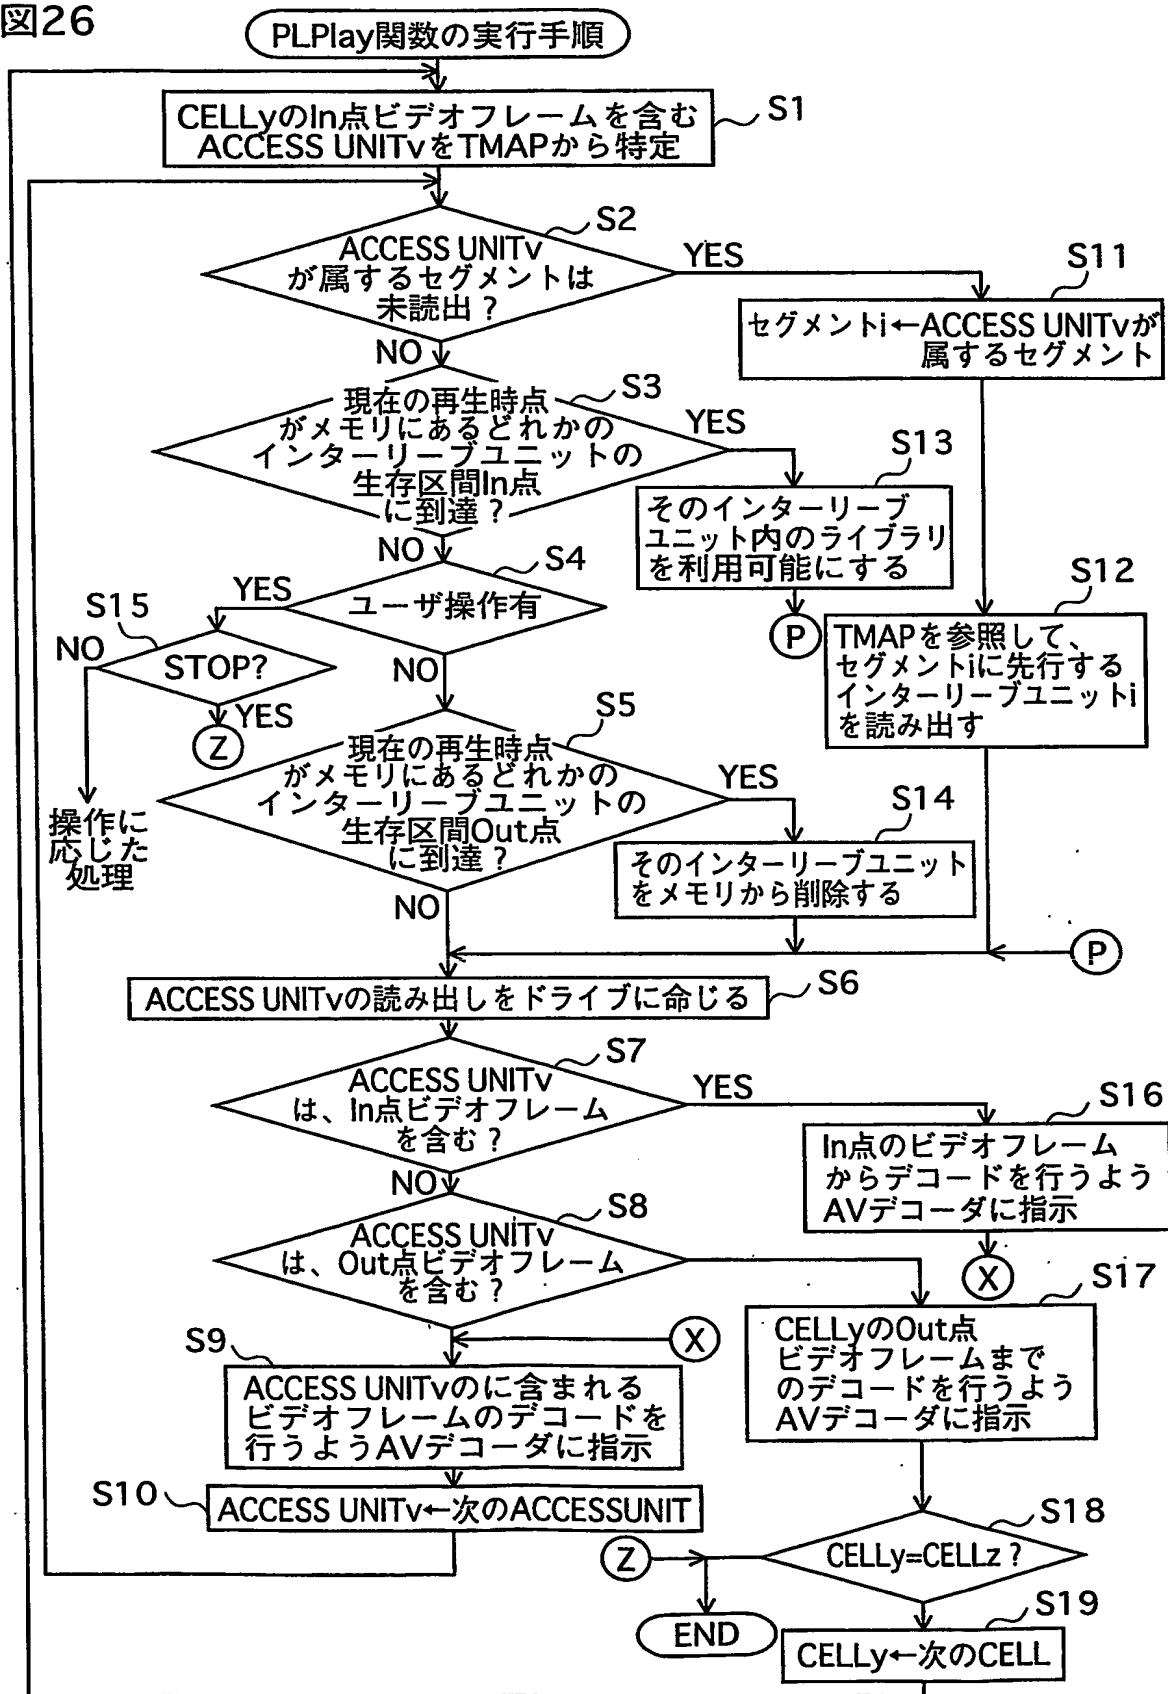 図26
PLPlay関数の実行手順
CELLyのIn点ビデオフレームを含む
ACCESS UNITvをTMAPから特定
S1
ACCESS UNITv
が属するセグメントは
未読出？
S2
YES
NO
セグメントi←ACCESS UNITvが
属するセグメント
S11
現在の再生時点
がメモリにあるどれかの
インターリーブユニットの
生存区間In点
に到達？
S3
YES
NO
そのインターリーブ
ユニット内のライブラリ
を利用可能にする
S13
P
TMAPを参照して、
セグメントiに先行する
インターリーブユニットi
を読み出す
S12
ユーザ操作有
S4
YES
NO
STOP?
S15
NO
YES
Z
操作に
応じた
処理
現在の再生時点
がメモリにあるどれかの
インターリーブユニットの
生存区間Out点
に到達？
S5
YES
NO
そのインターリーブユニット
をメモリから削除する
S14
P
ACCESS UNITvの読み出しをドライブに命じる
S6
ACCESS UNITv
は、In点ビデオフレーム
を含む？
S7
YES
NO
In点のビデオフレーム
からデコードを行うよう
AVデコーダに指示
S16
X
ACCESS UNITv
は、Out点ビデオフレーム
を含む？
S8
CELLyのOut点
ビデオフレームまで
のデコードを行うよう
AVデコーダに指示
S17
X
ACCESS UNITvのに含まれる
ビデオフレームのデコードを
行うようAVデコーダに指示
S9
ACCESS UNITv←次のACCESSUNIT
S10
CELLy=CELLz？
S18
Z
END
CELLy←次のCELL
S19